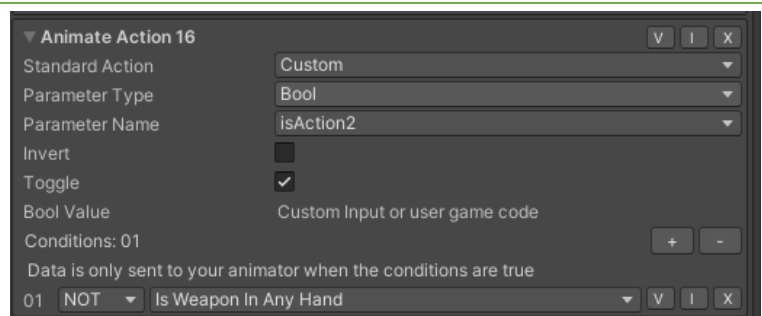 Animate Action 16 V I X
Standard Action Custom
Parameter Type Bool
Parameter Name isAction2
Invert
Toggle
Bool Value Custom Input or user game code
Conditions: 01 + -
Data is only sent to your animator when the conditions are true
01 NOT Is Weapon In Any Hand V I X